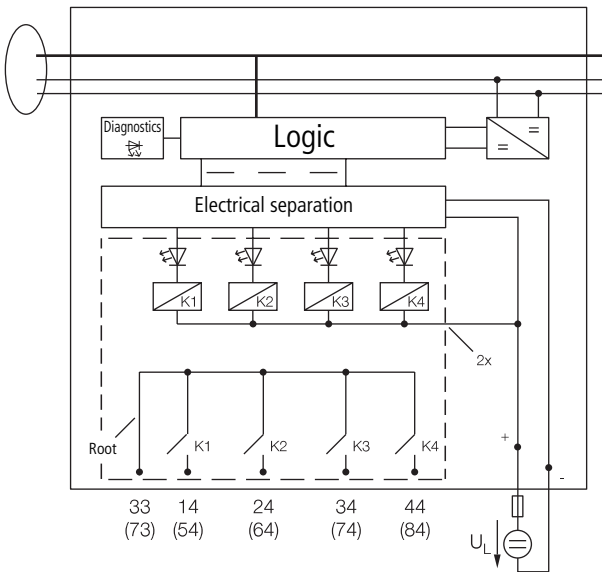 Diagnostics
Logic
=
=
Electrical separation
K1
K2
K3
K4
2x
Root
K1
K2
K3
K4
+
-
33
14
24
34
44
(73)
(54)
(64)
(74)
(84)
UL